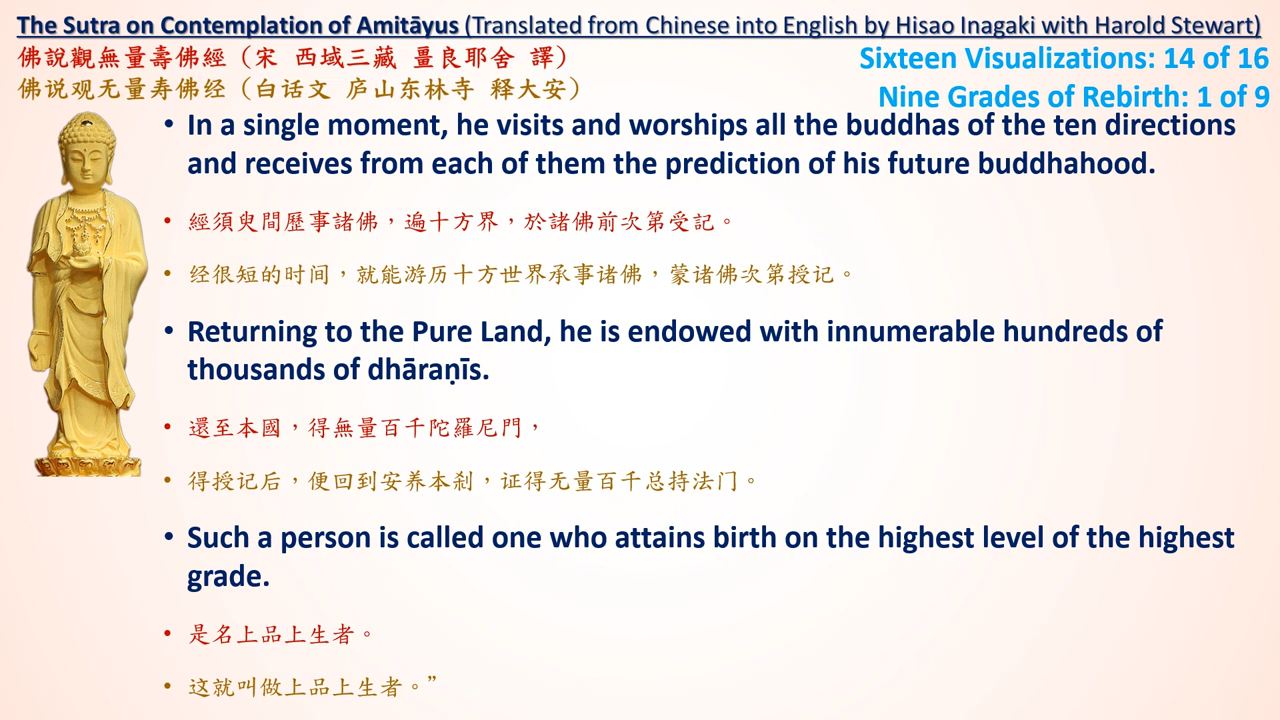 The Sutra on Contemplation of Amitāyus (Translated from Chinese into English by Hisao Inagaki with Harold Stewart)
佛說觀無量壽佛經（宋 西域三藏 畺良耶舍 譯）
佛说观无量寿佛经（白话文 庐山东林寺 释大安）
Sixteen Visualizations: 14 of 16
Nine Grades of Rebirth: 1 of 9
• In a single moment, he visits and worships all the buddhas of the ten directions
and receives from each of them the prediction of his future buddhahood.
• 經須臾間歷事諸佛，遍十方界，於諸佛前次第受記。
• 经很短的时间，就能游历十方世界承事诸佛，蒙诸佛次第授记。
• Returning to the Pure Land, he is endowed with innumerable hundreds of
thousands of dhāraṇīs.
• 還至本國，得無量百千陀羅尼門，
• 得授记后，便回到安养本刹，证得无量百千总持法门。
• Such a person is called one who attains birth on the highest level of the highest
grade.
• 是名上品上生者。
• 这就叫做上品上生者。”